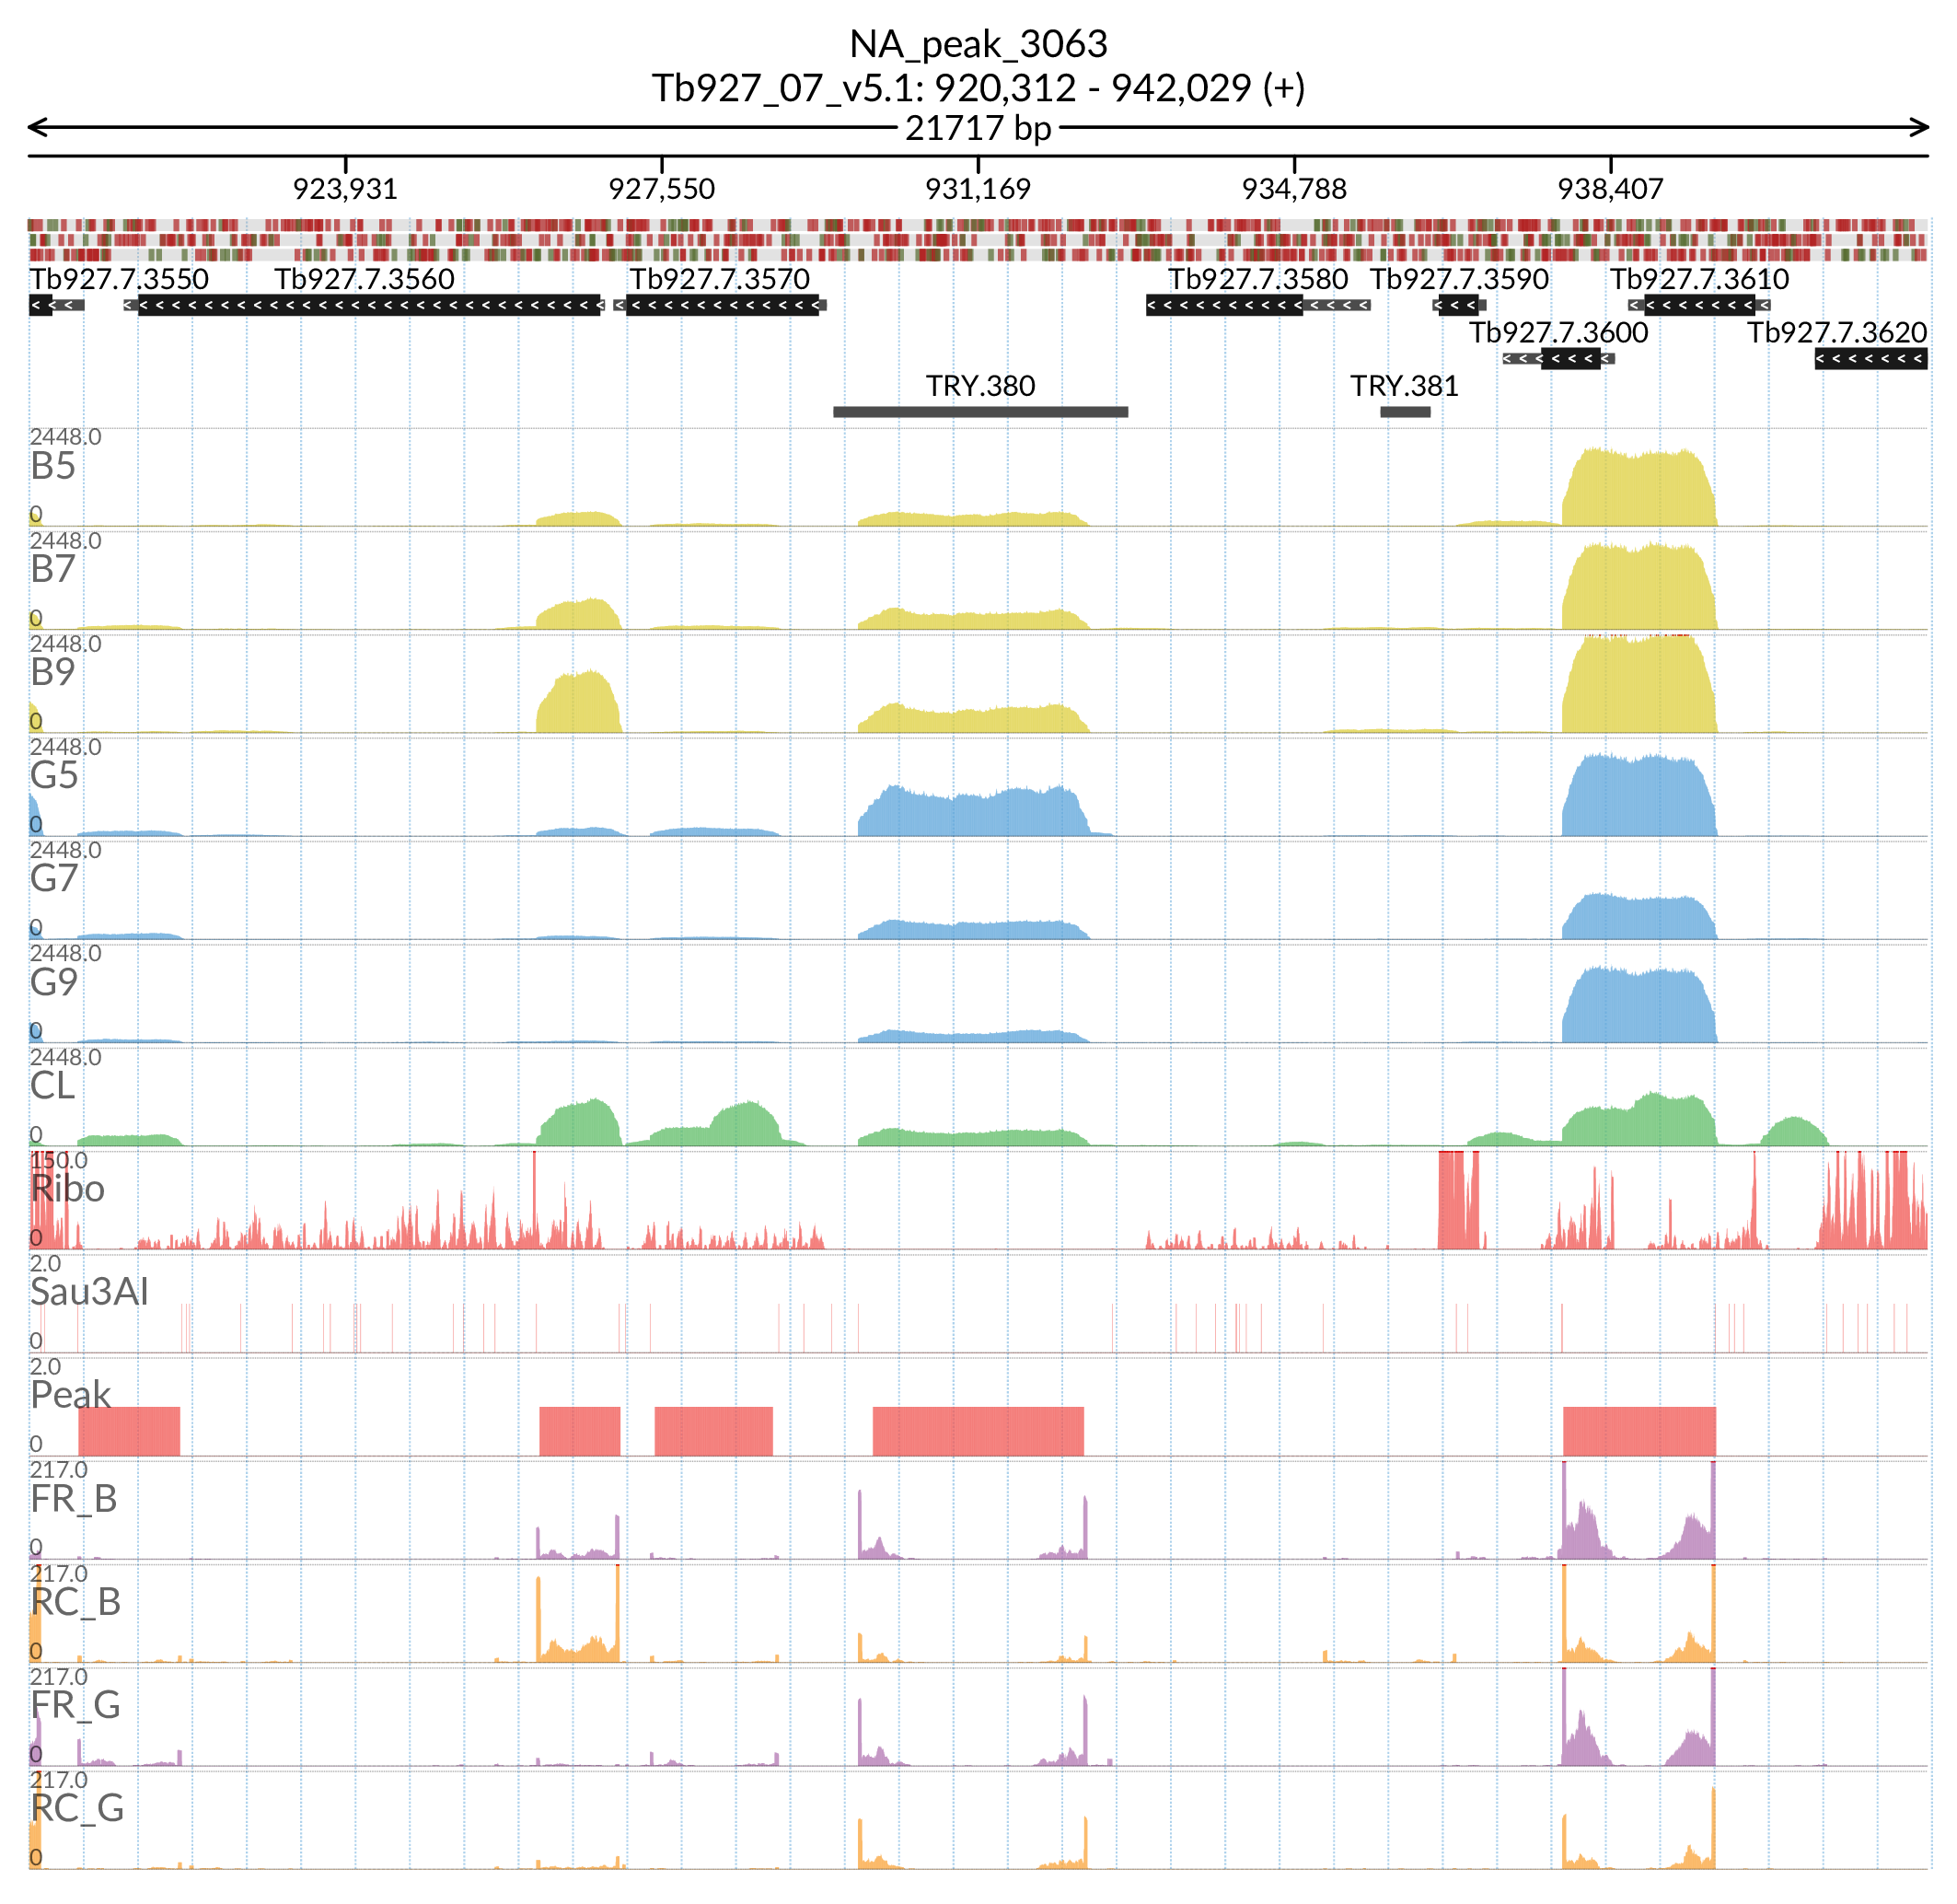 NA_peak_3063
Tb927_07_v5.1: 920,312 - 942,029 (+)
21717 bp
923,931 927,550 931,169 934,788 938,407
Tb927.7.3550 Tb927.7.3560 Tb927.7.3570 Tb927.7.3580 Tb927.7.3590 Tb927.7.3610
Tb927.7.3600 Tb927.7.3620
TRY.380 TRY.381
2448.0
B5
0
2448.0
B7
0
2448.0
B9
0
2448.0
G5
0
2448.0
G7
0
2448.0
G9
0
2448.0
CL
0
150.0
Ribo
0
2.0
Sau3AI
0
2.0
Peak
0
217.0
FR_B
0
217.0
RC_B
0
217.0
FR_G
0
217.0
RC_G
0